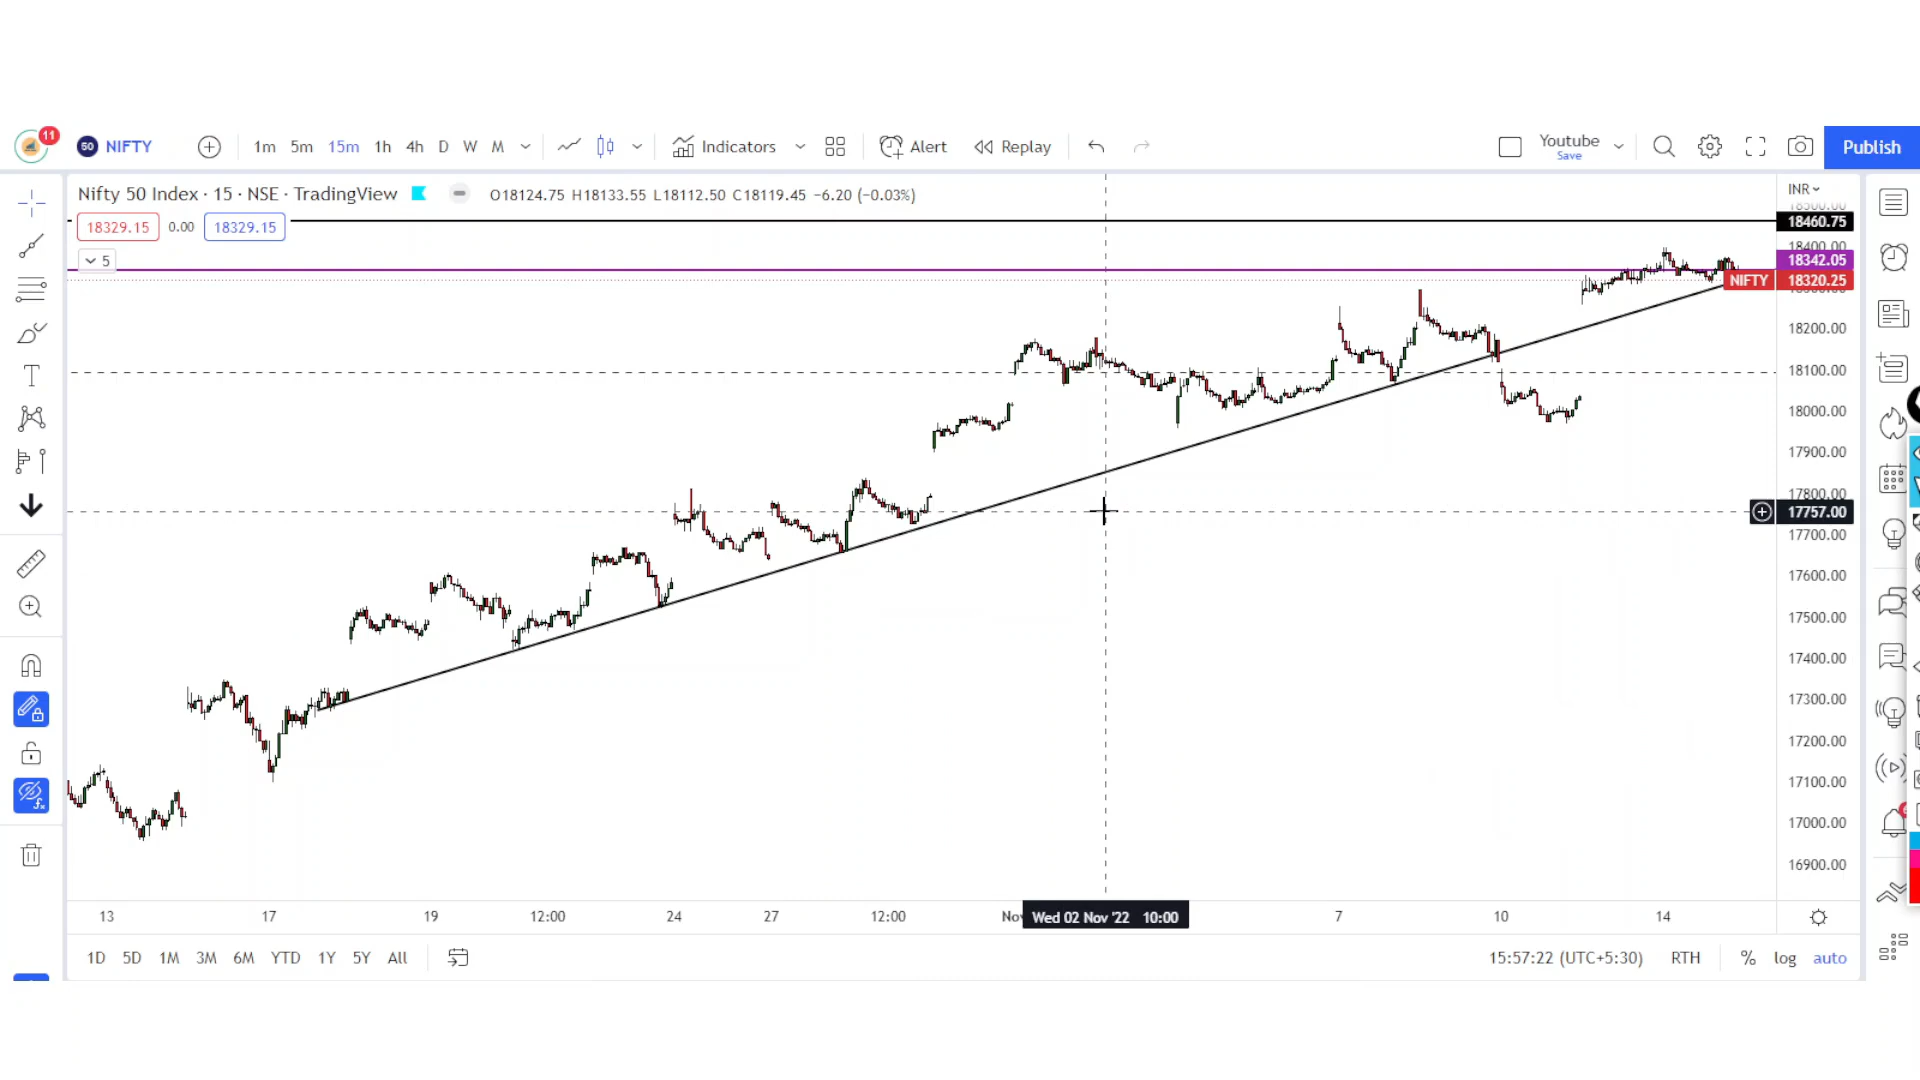 11
50 NIFTY
1m 5m 15m 1h 4h D W M
Indicators
Alert
Replay
Youtube
Save
Publish
Nifty 50 Index · 15 · NSE · TradingView
O18124.75 H18133.55 L18112.50 C18119.45 −6.20 (−0.03%)
INR
18329.15 0.00 18329.15
5
18460.75
18400.00
18342.05
NIFTY 18320.25
18200.00
18100.00
18000.00
17900.00
17800.00
17757.00
17700.00
17600.00
17500.00
17400.00
17300.00
17200.00
17100.00
17000.00
16900.00
13 17 19 12:00 24 27 12:00 Nov Wed 02 Nov '22 10:00 7 10 14
1D 5D 1M 3M 6M YTD 1Y 5Y All
15:57:22 (UTC+5:30) RTH % log auto